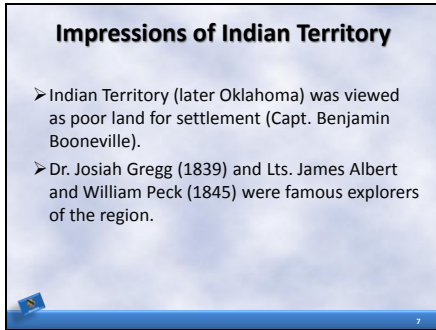 Impressions of Indian Territory
➢Indian Territory (later Oklahoma) was viewed
as poor land for settlement (Capt. Benjamin
Booneville).
➢Dr. Josiah Gregg (1839) and Lts. James Albert
and William Peck (1845) were famous explorers
of the region.
7